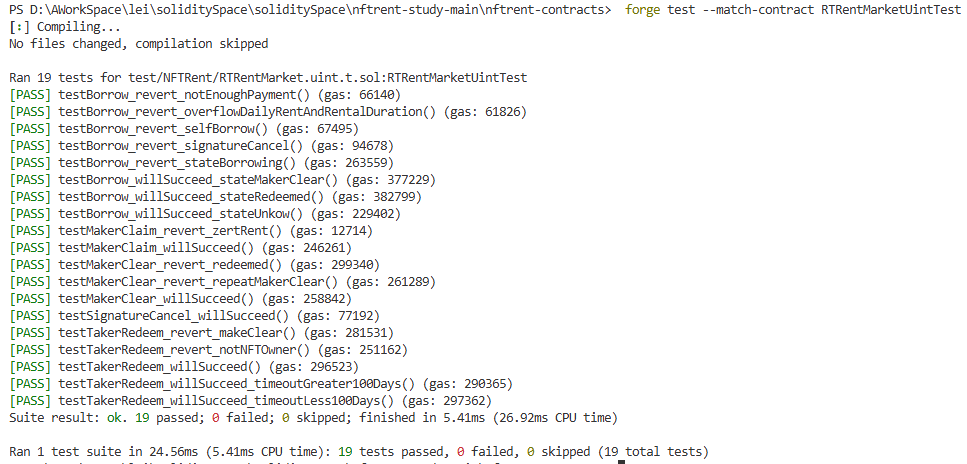 PS D:\AWorkSpace\lei\soliditySpace\soliditySpace\nftrent-study-main\nftrent-contracts>  forge test --match-contract RTRentMarketUintTest
[⠆] Compiling...
No files changed, compilation skipped

Ran 19 tests for test/NFTRent/RTRentMarket.uint.t.sol:RTRentMarketUintTest
[PASS] testBorrow_revert_notEnoughPayment() (gas: 66140)
[PASS] testBorrow_revert_overflowDailyRentAndRentalDuration() (gas: 61826)
[PASS] testBorrow_revert_selfBorrow() (gas: 67495)
[PASS] testBorrow_revert_signatureCancel() (gas: 94678)
[PASS] testBorrow_revert_stateBorrowing() (gas: 263559)
[PASS] testBorrow_willSucceed_stateMakerClear() (gas: 377229)
[PASS] testBorrow_willSucceed_stateRedeemed() (gas: 382799)
[PASS] testBorrow_willSucceed_stateUnkow() (gas: 229402)
[PASS] testMakerClaim_revert_zertRent() (gas: 12714)
[PASS] testMakerClaim_willSucceed() (gas: 246261)
[PASS] testMakerClear_revert_redeemed() (gas: 299340)
[PASS] testMakerClear_revert_repeatMakerClear() (gas: 261289)
[PASS] testMakerClear_willSucceed() (gas: 258842)
[PASS] testSignatureCancel_willSucceed() (gas: 77192)
[PASS] testTakerRedeem_revert_makeClear() (gas: 281531)
[PASS] testTakerRedeem_revert_notNFTOwner() (gas: 251162)
[PASS] testTakerRedeem_willSucceed() (gas: 296523)
[PASS] testTakerRedeem_willSucceed_timeoutGreater100Days() (gas: 290365)
[PASS] testTakerRedeem_willSucceed_timeoutLess100Days() (gas: 297362)
Suite result: ok. 19 passed; 0 failed; 0 skipped; finished in 5.41ms (26.92ms CPU time)

Ran 1 test suite in 24.56ms (5.41ms CPU time): 19 tests passed, 0 failed, 0 skipped (19 total tests)